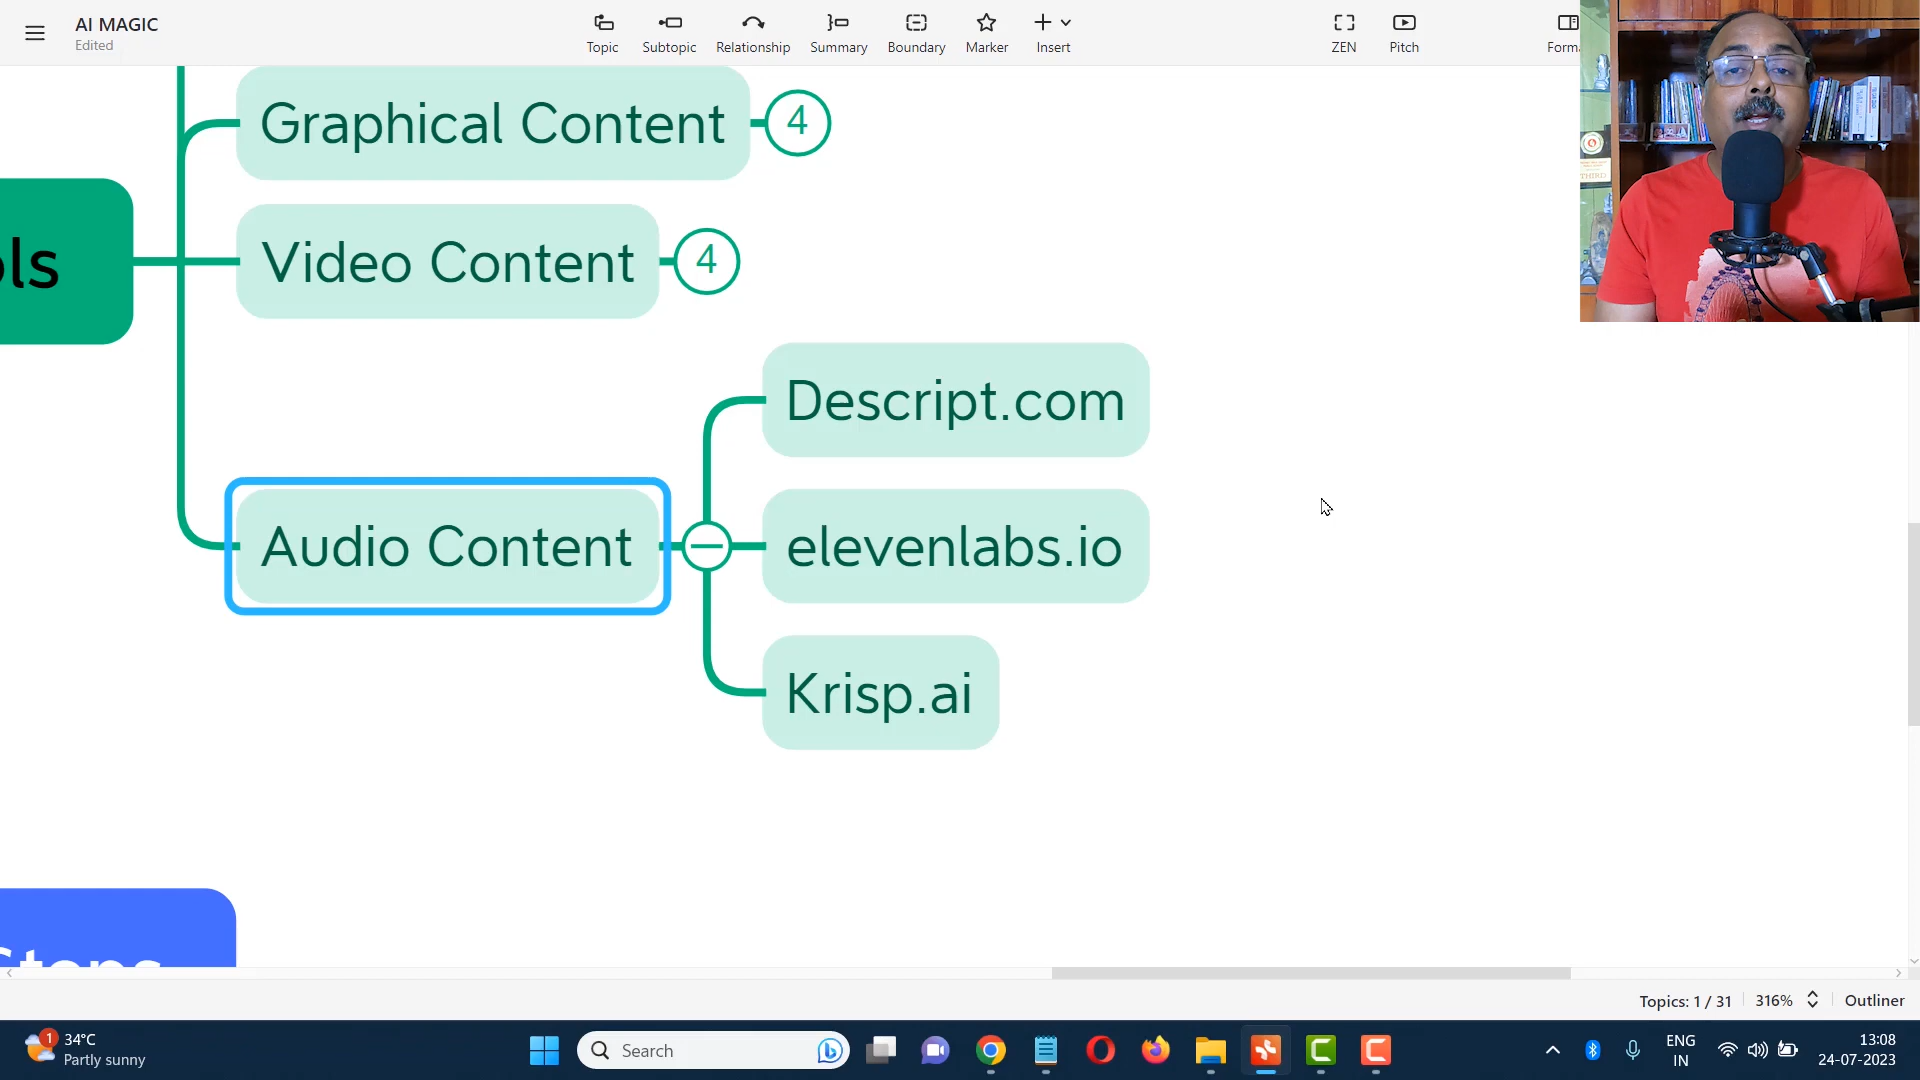 AI MAGIC
Edited
Topic
Subtopic
Relationship
Summary
Boundary
Marker
Insert
ZEN
Pitch
Graphical Content
4
Video Content
4
Descript.com
Audio Content
elevenlabs.io
Krisp.ai
Topics: 1 / 31
316%
Outliner
1
34°C
Partly sunny
Search
ENG
IN
13:08
24-07-2023